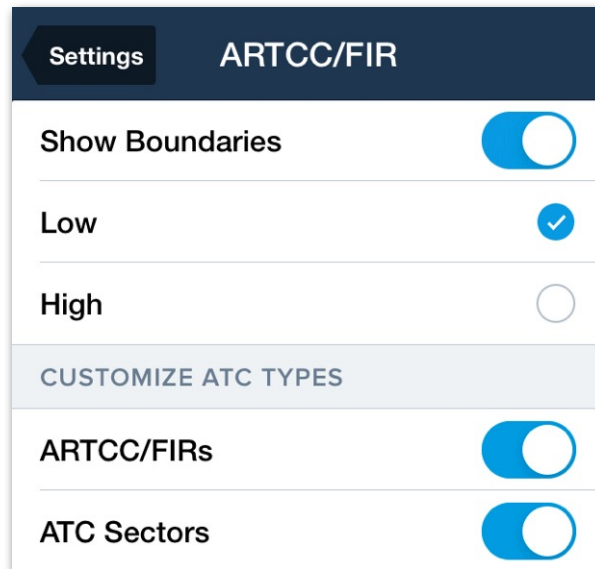 Settings ARTCC/FIR
Show Boundaries
Low
High
CUSTOMIZE ATC TYPES
ARTCC/FIRs
ATC Sectors